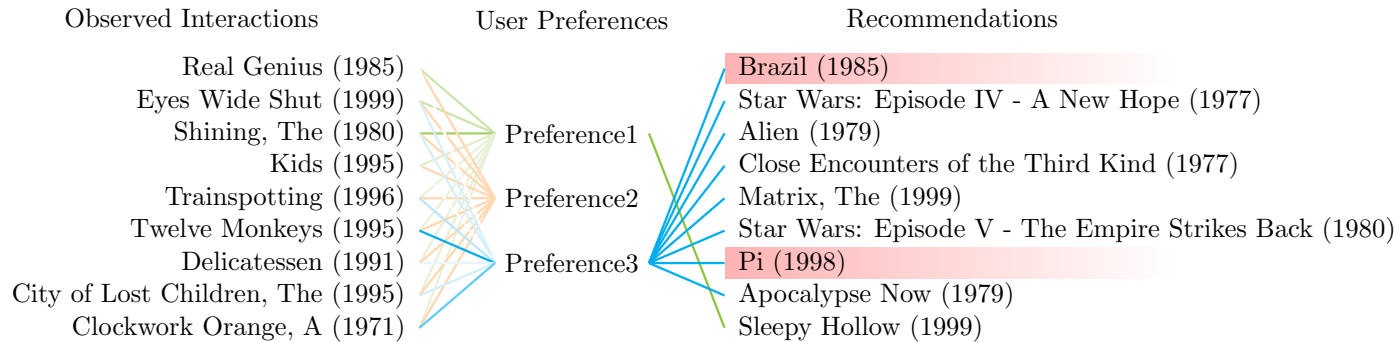 Observed Interactions
User Preferences
Recommendations
Real Genius (1985)
Eyes Wide Shut (1999)
Shining, The (1980)
Kids (1995)
Trainspotting (1996)
Twelve Monkeys (1995)
Delicatessen (1991)
City of Lost Children, The (1995)
Clockwork Orange, A (1971)
Preference1
Preference2
Preference3
Brazil (1985)
Star Wars: Episode IV - A New Hope (1977)
Alien (1979)
Close Encounters of the Third Kind (1977)
Matrix, The (1999)
Star Wars: Episode V - The Empire Strikes Back (1980)
Pi (1998)
Apocalypse Now (1979)
Sleepy Hollow (1999)